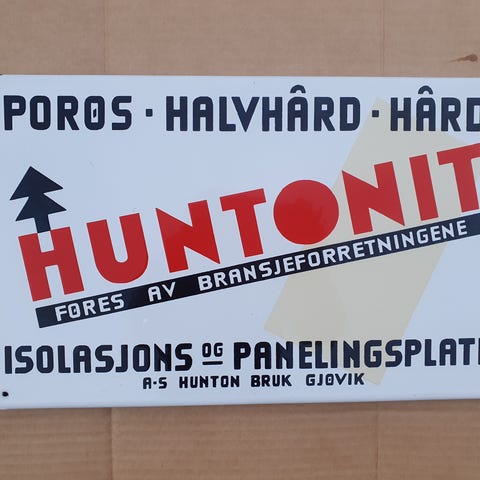 PORØS · HALVHÅRD · HÅRD
HUNTONIT
FØRES AV BRANSJEFORRETNINGENE
ISOLASJONS OG PANELINGSPLAT
A-S HUNTON BRUK GJØVIK